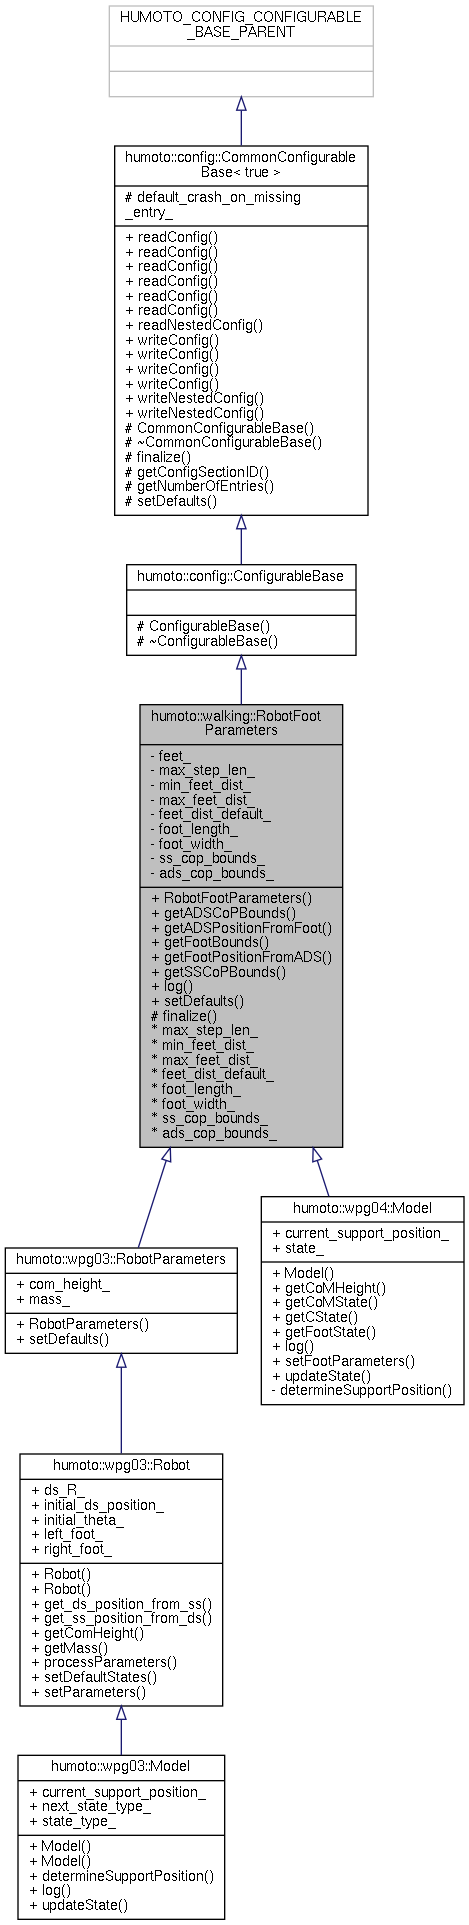 HUMOTO_CONFIG_CONFIGURABLE
_BASE_PARENT
humoto::config::CommonConfigurable
Base< true >
# default_crash_on_missing
_entry_
+ readConfig()
+ readConfig()
+ readConfig()
+ readConfig()
+ readConfig()
+ readConfig()
+ readNestedConfig()
+ writeConfig()
+ writeConfig()
+ writeConfig()
+ writeConfig()
+ writeNestedConfig()
+ writeNestedConfig()
# CommonConfigurableBase()
# ~CommonConfigurableBase()
# finalize()
# getConfigSectionID()
# getNumberOfEntries()
# setDefaults()
humoto::config::ConfigurableBase
# ConfigurableBase()
# ~ConfigurableBase()
humoto::walking::RobotFoot
Parameters
- feet_
- max_step_len_
- min_feet_dist_
- max_feet_dist_
- feet_dist_default_
- foot_length_
- foot_width_
- ss_cop_bounds_
- ads_cop_bounds_
+ RobotFootParameters()
+ getADSCoPBounds()
+ getADSPositionFromFoot()
+ getFootBounds()
+ getFootPositionFromADS()
+ getSSCoPBounds()
+ log()
+ setDefaults()
# finalize()
* max_step_len_
* min_feet_dist_
* max_feet_dist_
* feet_dist_default_
* foot_length_
* foot_width_
* ss_cop_bounds_
* ads_cop_bounds_
humoto::wpg04::Model
+ current_support_position_
+ state_
+ Model()
+ getCoMHeight()
+ getCoMState()
+ getCState()
+ getFootState()
+ log()
+ setFootParameters()
+ updateState()
- determineSupportPosition()
humoto::wpg03::RobotParameters
+ com_height_
+ mass_
+ RobotParameters()
+ setDefaults()
humoto::wpg03::Robot
+ ds_R_
+ initial_ds_position_
+ initial_theta_
+ left_foot_
+ right_foot_
+ Robot()
+ Robot()
+ get_ds_position_from_ss()
+ get_ss_position_from_ds()
+ getComHeight()
+ getMass()
+ processParameters()
+ setDefaultStates()
+ setParameters()
humoto::wpg03::Model
+ current_support_position_
+ next_state_type_
+ state_type_
+ Model()
+ Model()
+ determineSupportPosition()
+ log()
+ updateState()